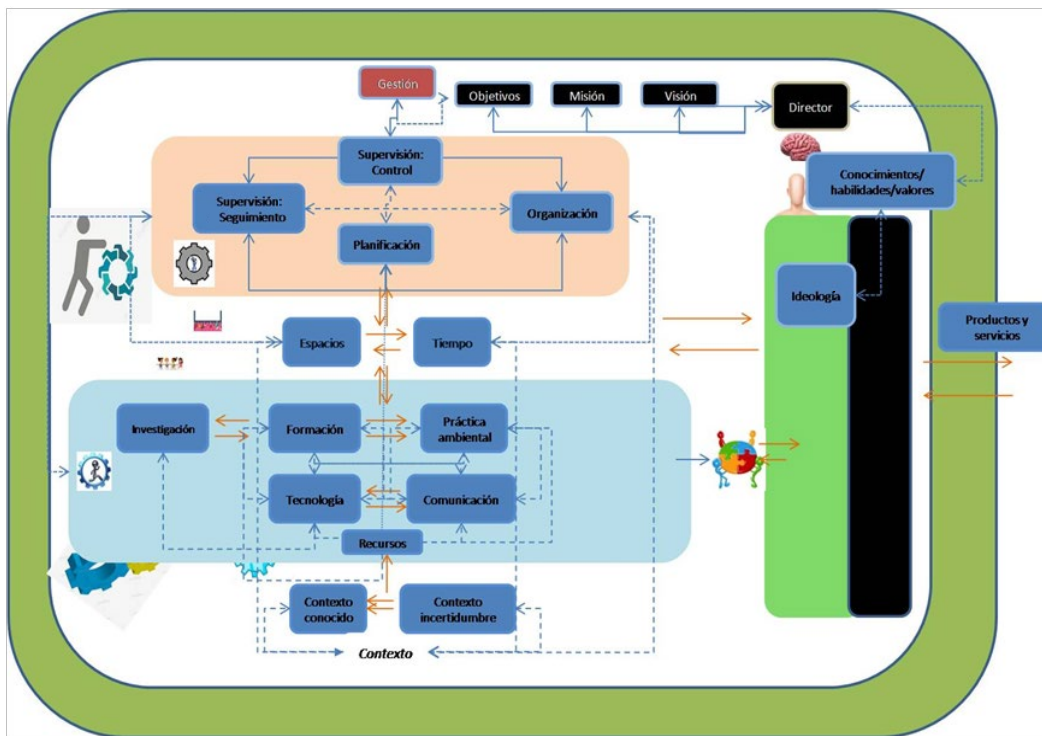 Gestión
Objetivos
Misión
Visión
Director
Supervisión:
Control
Conocimientos/
habilidades/valores
Supervisión:
Seguimiento
Organización
Planificación
Ideología
Espacios
Tiempo
Productos y
servicios
Investigación
Formación
Práctica
ambiental
Tecnología
Comunicación
Recursos
Contexto
conocido
Contexto
incertidumbre
Contexto